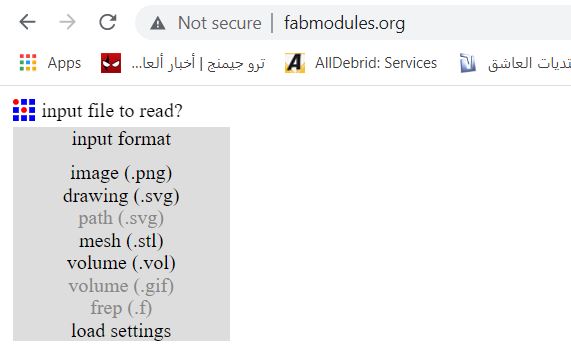 Not secure | fabmodules.org
Apps ترو جيمنج | أخبار ألعا... AllDebrid: Services تديات العاشق
input file to read?
input format
image (.png)
drawing (.svg)
path (.svg)
mesh (.stl)
volume (.vol)
volume (.gif)
frep (.f)
load settings